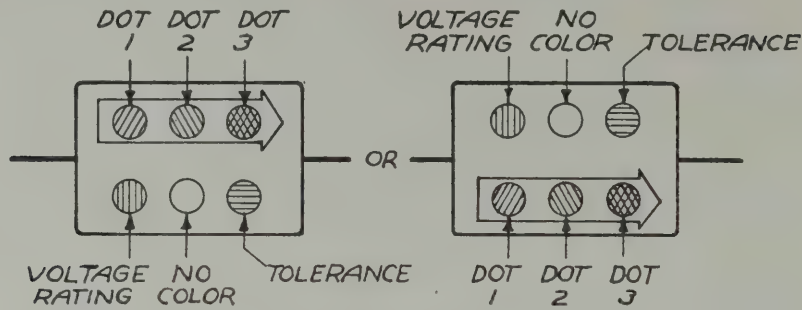 DOT DOT DOT
1 2 3
VOLTAGE NO
RATING COLOR TOLERANCE
OR
VOLTAGE NO TOLERANCE
RATING COLOR
DOT DOT DOT
1 2 3